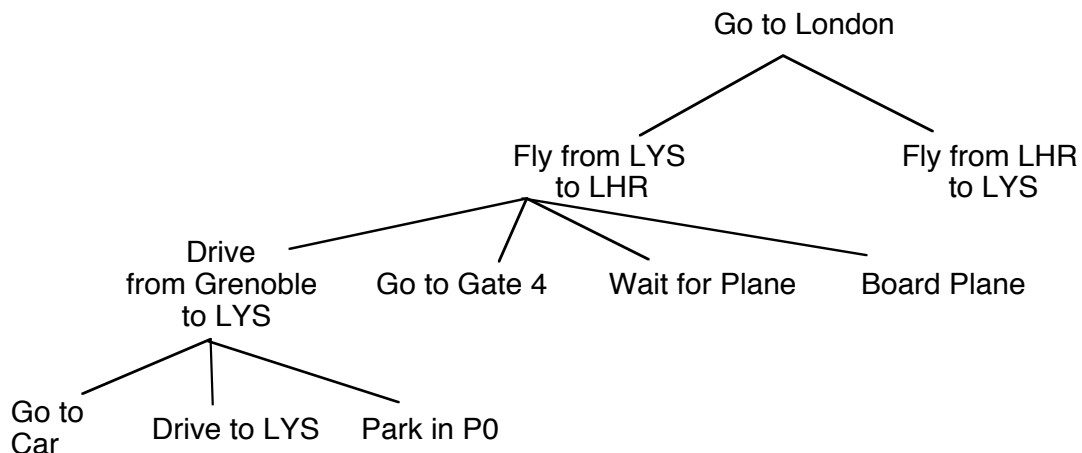 Go to London
Fly from LYS
to LHR
Fly from LHR
to LYS
Drive
from Grenoble
to LYS
Go to Gate 4
Wait for Plane
Board Plane
Go to
Car
Drive to LYS
Park in P0